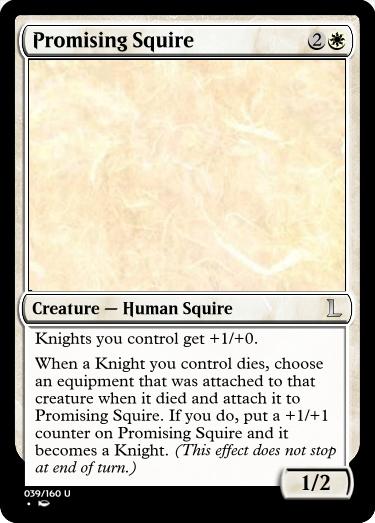 Promising Squire 2
Creature — Human Squire L
Knights you control get +1/+0.
When a Knight you control dies, choose
an equipment that was attached to that
creature when it died and attach it to
Promising Squire. If you do, put a +1/+1
counter on Promising Squire and it
becomes a Knight. (This effect does not stop
at end of turn.)
1/2
039/160 U